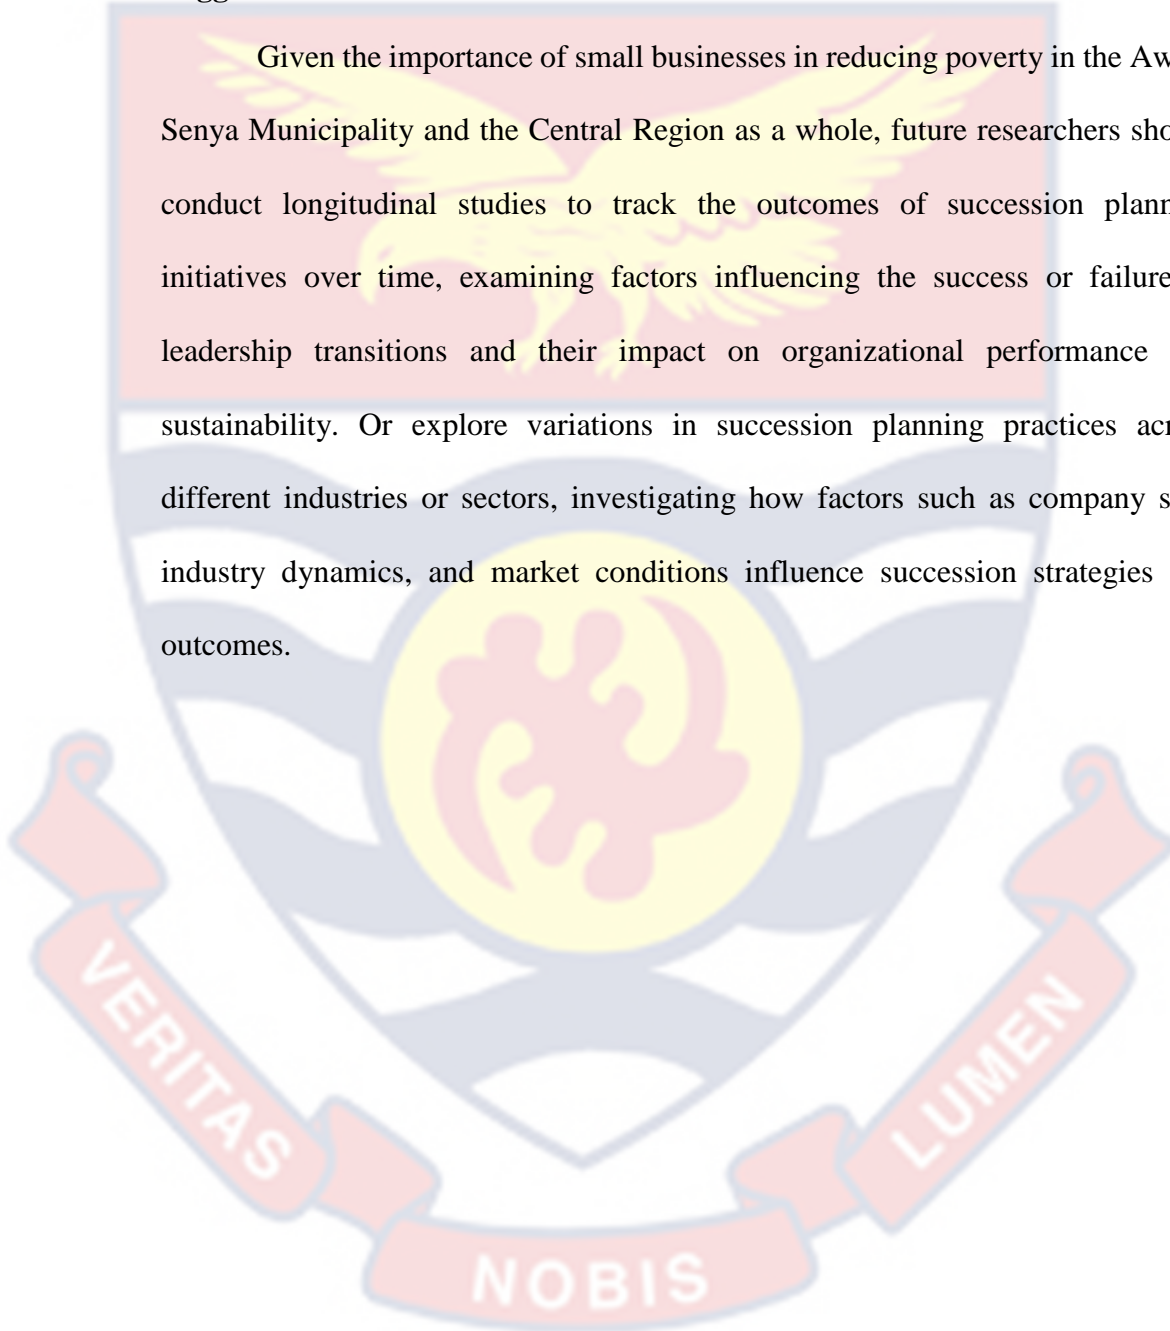 Given the importance of small businesses in reducing poverty in the Aw
Senya Municipality and the Central Region as a whole, future researchers sho
conduct longitudinal studies to track the outcomes of succession plann
initiatives over time, examining factors influencing the success or failure
leadership transitions and their impact on organizational performance
sustainability. Or explore variations in succession planning practices acr
different industries or sectors, investigating how factors such as company s
industry dynamics, and market conditions influence succession strategies
outcomes.
VERITAS
NOBIS
LUMEN